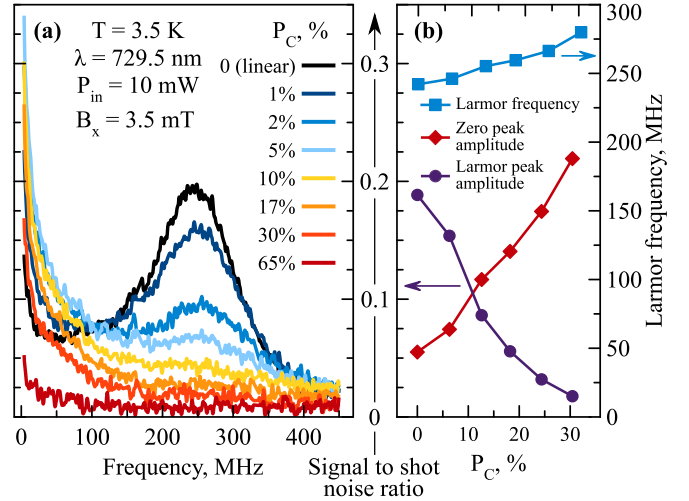 (a)
T = 3.5 K
λ = 729.5 nm
P_in = 10 mW
B_x = 3.5 mT
P_C, %
0 (linear)
1%
2%
5%
10%
17%
30%
65%
0 100 200 300 400
Frequency, MHz
0.3
0.2
0.1
0
Signal to shot
noise ratio
(b)
Larmor frequency
Zero peak
amplitude
Larmor peak
amplitude
0 10 20 30
P_C, %
300
250
200
150
100
50
0
Larmor frequency, MHz